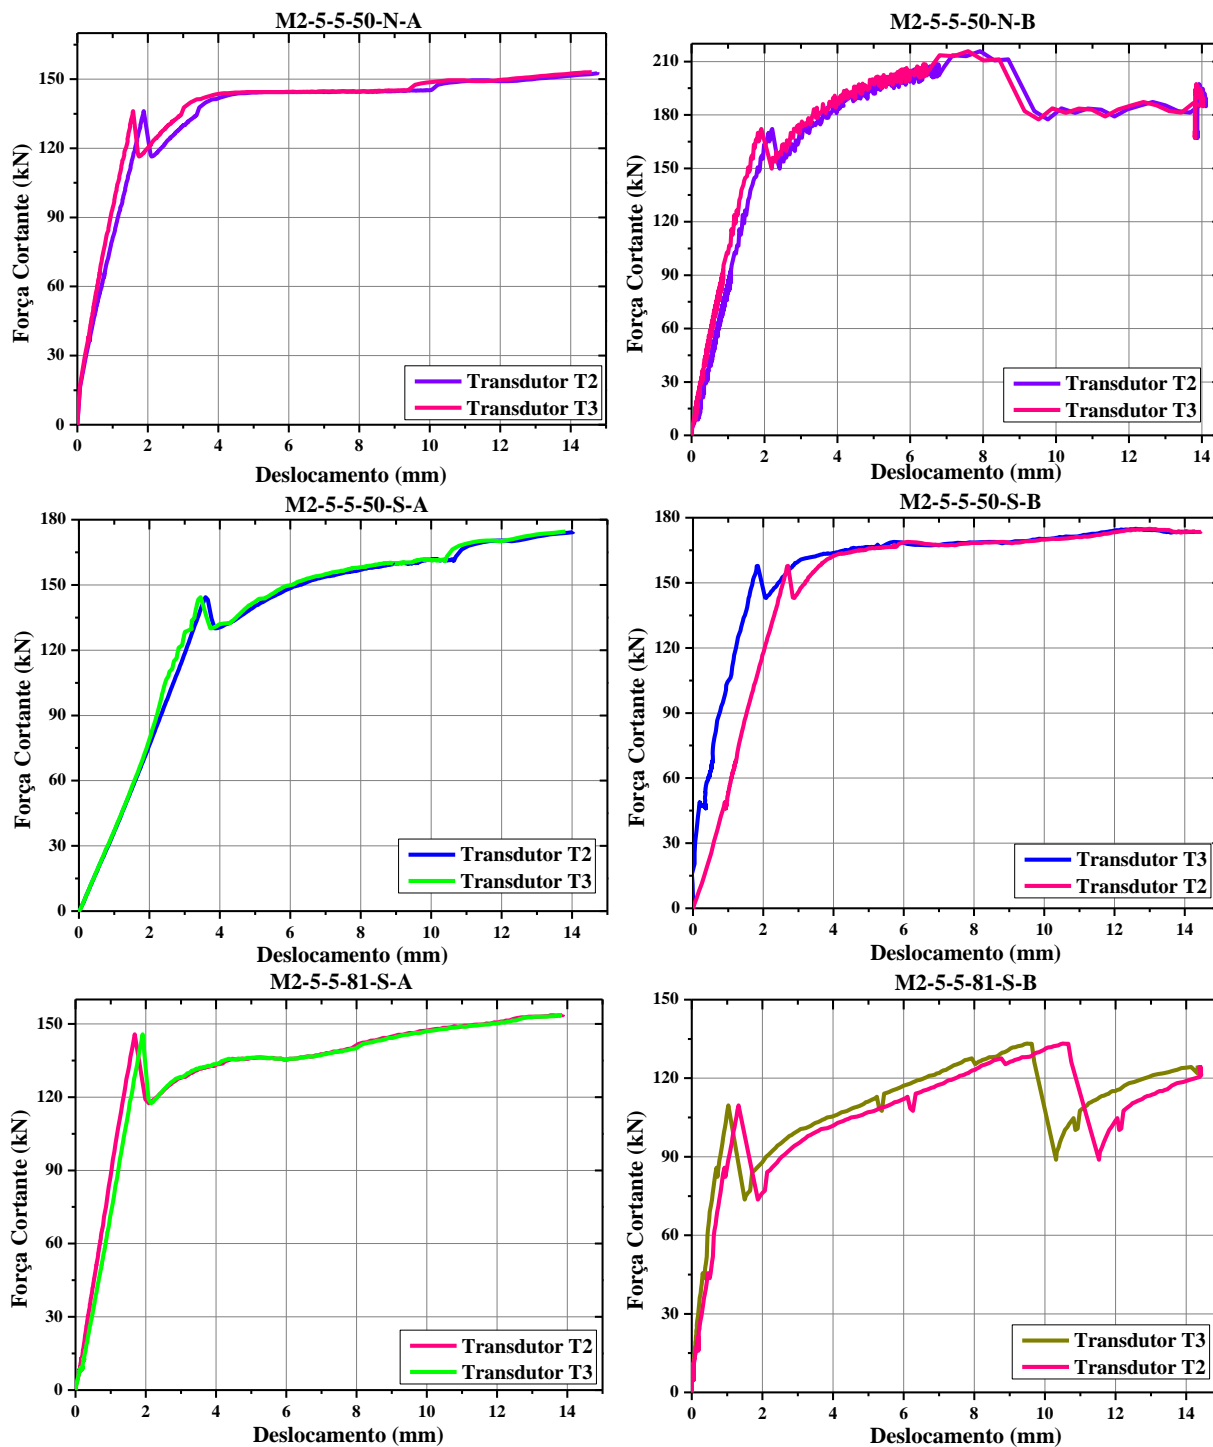 M2-5-5-50-N-A
Força Cortante (kN)
150
120
90
60
30
0
0 2 4 6 8 10 12 14
Deslocamento (mm)
Transdutor T2
Transdutor T3
M2-5-5-50-N-B
Força Cortante (kN)
210
180
150
120
90
60
30
0
0 2 4 6 8 10 12 14
Deslocamento (mm)
Transdutor T2
Transdutor T3
M2-5-5-50-S-A
Força Cortante (kN)
180
150
120
90
60
30
0
0 2 4 6 8 10 12 14
Deslocamento (mm)
Transdutor T2
Transdutor T3
M2-5-5-50-S-B
Força Cortante (kN)
180
150
120
90
60
30
0
0 2 4 6 8 10 12 14
Deslocamento (mm)
Transdutor T3
Transdutor T2
M2-5-5-81-S-A
Força Cortante (kN)
150
120
90
60
30
0
0 2 4 6 8 10 12 14
Deslocamento (mm)
Transdutor T2
Transdutor T3
M2-5-5-81-S-B
Força Cortante (kN)
150
120
90
60
30
0
0 2 4 6 8 10 12 14
Deslocamento (mm)
Transdutor T3
Transdutor T2